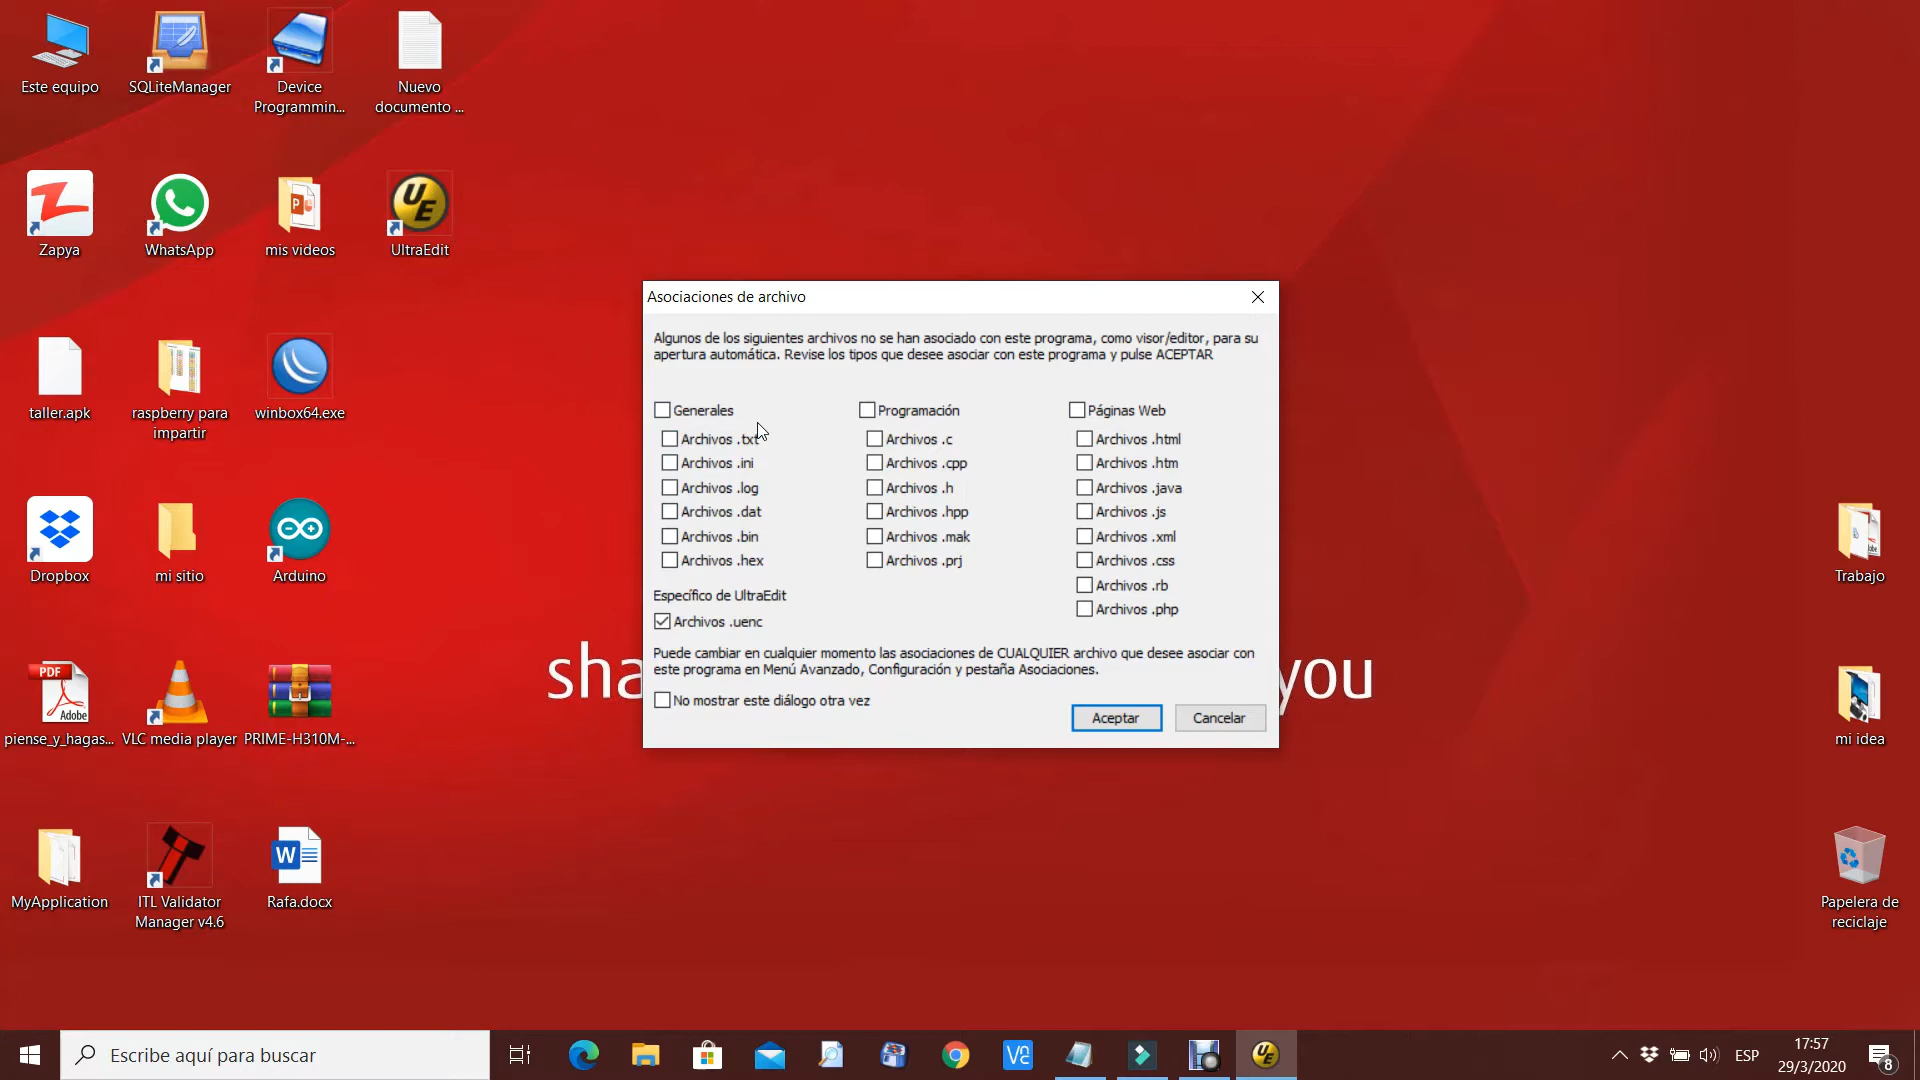 Este equipo
SQLiteManager
Device
Programmin...
Nuevo
documento ...
Zapya
WhatsApp
mis videos
UltraEdit
taller.apk
raspberry para
impartir
winbox64.exe
Dropbox
mi sitio
Arduino
PDF
Adobe
piense_y_hagas...
VLC media player
PRIME-H310M-...
MyApplication
ITL Validator
Manager v4.6
Rafa.docx
Asociaciones de archivo
Algunos de los siguientes archivos no se han asociado con este programa, como visor/editor, para su
apertura automática. Revise los tipos que desee asociar con este programa y pulse ACEPTAR
Generales
Archivos .txt
Archivos .ini
Archivos .log
Archivos .dat
Archivos .bin
Archivos .hex
Programación
Archivos .c
Archivos .cpp
Archivos .h
Archivos .hpp
Archivos .mak
Archivos .prj
Páginas Web
Archivos .html
Archivos .htm
Archivos .java
Archivos .js
Archivos .xml
Archivos .css
Archivos .rb
Archivos .php
Específico de UltraEdit
Archivos .uenc
Puede cambiar en cualquier momento las asociaciones de CUALQUIER archivo que desee asociar con
este programa en Menú Avanzado, Configuración y pestaña Asociaciones.
No mostrar este diálogo otra vez
Aceptar
Cancelar
sha
you
Trabajo
mi idea
Papelera de
reciclaje
Escribe aquí para buscar
ESP
17:57
29/3/2020
8